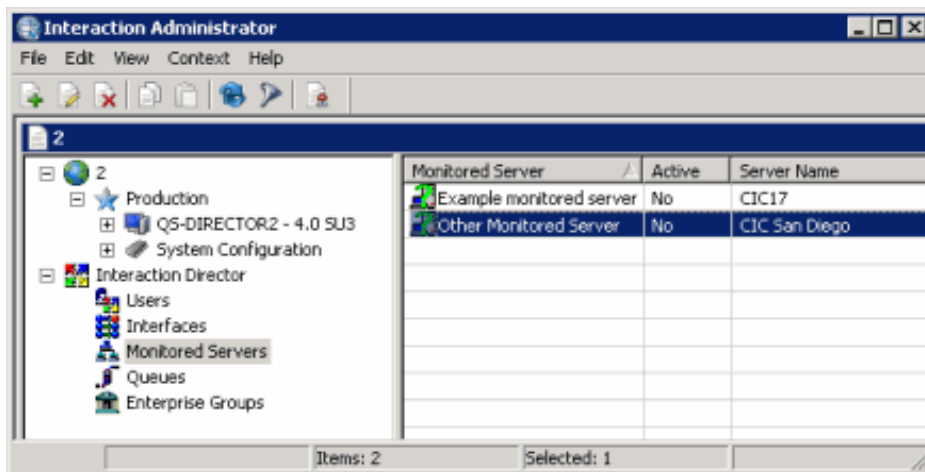 Interaction Administrator
File Edit View Context Help
2
2
Production
QS-DIRECTOR2 - 4.0 SU3
System Configuration
Interaction Director
Users
Interfaces
Monitored Servers
Queues
Enterprise Groups
Monitored Server Active Server Name
Example monitored server No CIC17
Other Monitored Server No CIC San Diego
Items: 2 Selected: 1